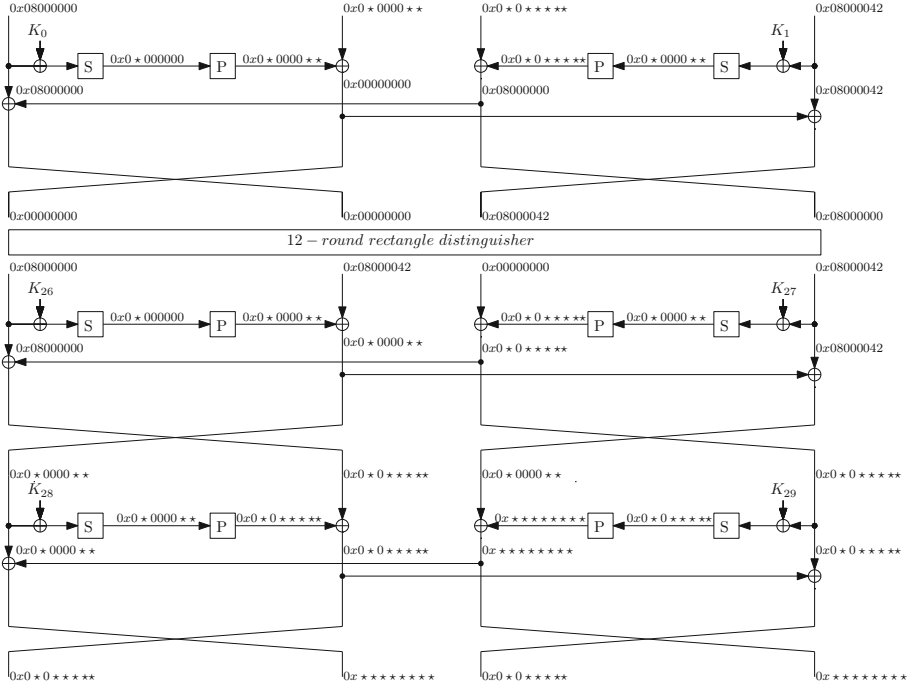 0x08000000 0x0⋆0000⋆⋆ 0x0⋆0⋆⋆⋆⋆⋆ 0x08000042
K0 K1
S 0x0⋆000000 P 0x0⋆0000⋆⋆ 0x0⋆0⋆⋆⋆⋆⋆ P 0x0⋆0000⋆⋆ S
0x08000000 0x00000000 0x08000000 0x08000042
0x00000000 0x00000000 0x08000042 0x08000000
12 − round rectangle distinguisher
0x08000000 0x08000042 0x00000000 0x08000042
K26 K27
S 0x0⋆000000 P 0x0⋆0000⋆⋆ 0x0⋆0⋆⋆⋆⋆⋆ P 0x0⋆0000⋆⋆ S
0x08000000 0x0⋆0000⋆⋆ 0x0⋆0⋆⋆⋆⋆⋆ 0x08000042
0x0⋆0000⋆⋆ 0x0⋆0⋆⋆⋆⋆⋆ 0x0⋆0000⋆⋆ 0x0⋆0⋆⋆⋆⋆⋆
K28 K29
S 0x0⋆0000⋆⋆ P 0x0⋆0⋆⋆⋆⋆⋆ 0x⋆⋆⋆⋆⋆⋆⋆⋆ P 0x0⋆0⋆⋆⋆⋆⋆ S
0x0⋆0000⋆⋆ 0x0⋆0⋆⋆⋆⋆⋆ 0x⋆⋆⋆⋆⋆⋆⋆⋆ 0x0⋆0⋆⋆⋆⋆⋆
0x0⋆0⋆⋆⋆⋆⋆ 0x⋆⋆⋆⋆⋆⋆⋆⋆ 0x0⋆0⋆⋆⋆⋆⋆ 0x⋆⋆⋆⋆⋆⋆⋆⋆